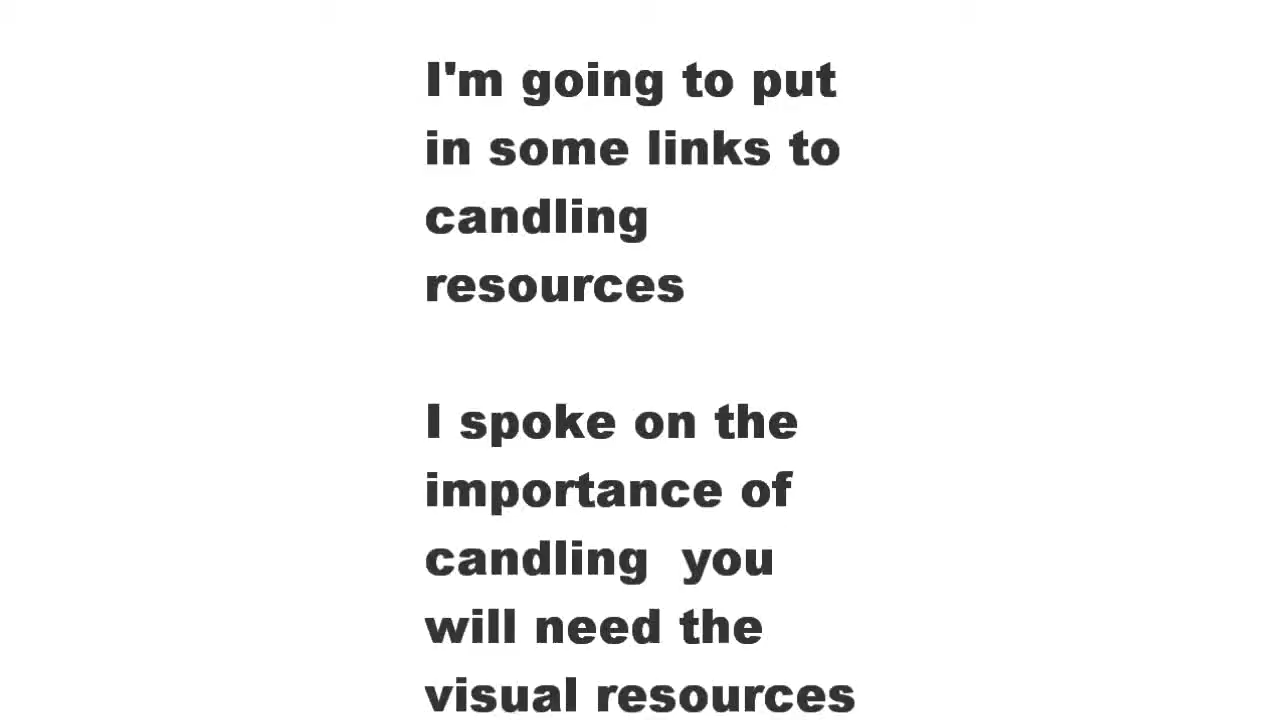 I'm going to put
in some links to
candling
resources
I spoke on the
importance of
candling  you
will need the
visual resources